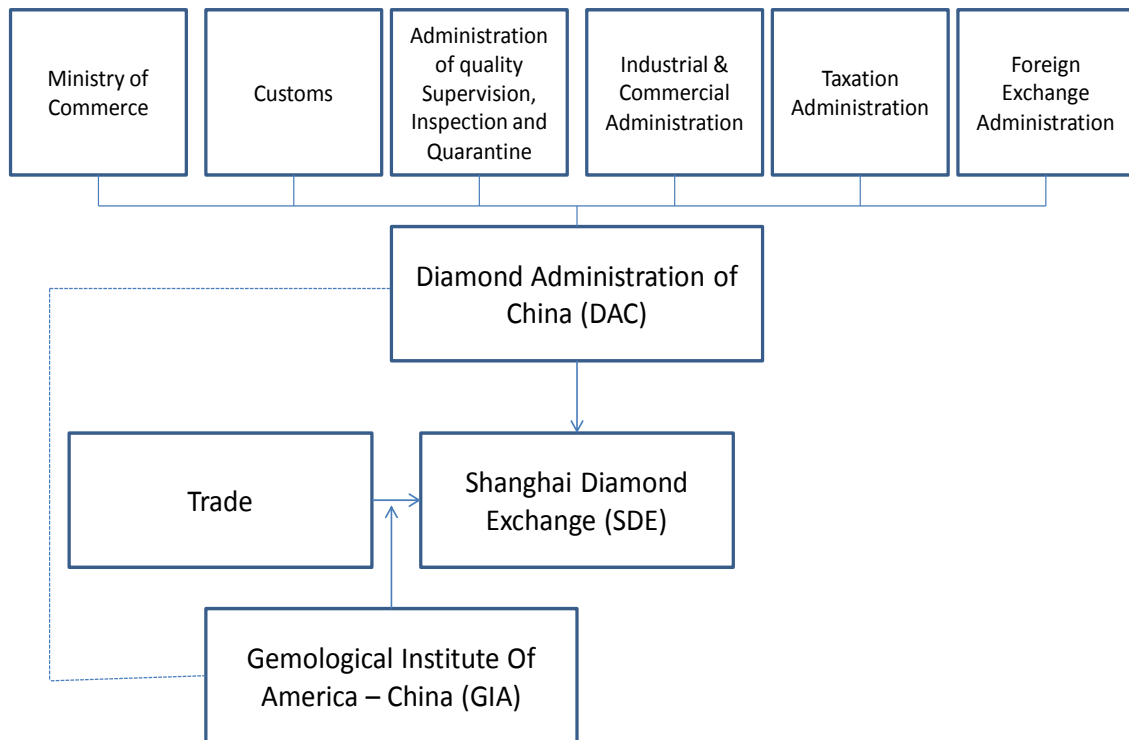 Ministry of
Commerce
Customs
Administration
of quality
Supervision,
Inspection and
Quarantine
Industrial &
Commercial
Administration
Taxation
Administration
Foreign
Exchange
Administration
Diamond Administration of
China (DAC)
Trade
Shanghai Diamond
Exchange (SDE)
Gemological Institute Of
America – China (GIA)